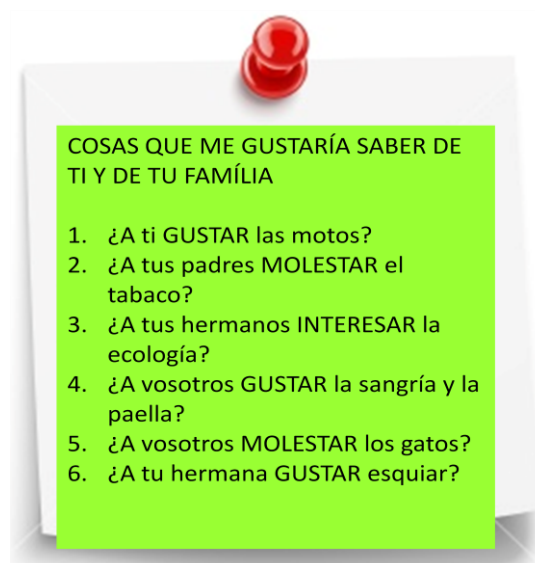 COSAS QUE ME GUSTARÍA SABER DE
TI Y DE TU FAMÍLIA
1. ¿A ti GUSTAR las motos?
2. ¿A tus padres MOLESTAR el
tabaco?
3. ¿A tus hermanos INTERESAR la
ecología?
4. ¿A vosotros GUSTAR la sangría y la
paella?
5. ¿A vosotros MOLESTAR los gatos?
6. ¿A tu hermana GUSTAR esquiar?